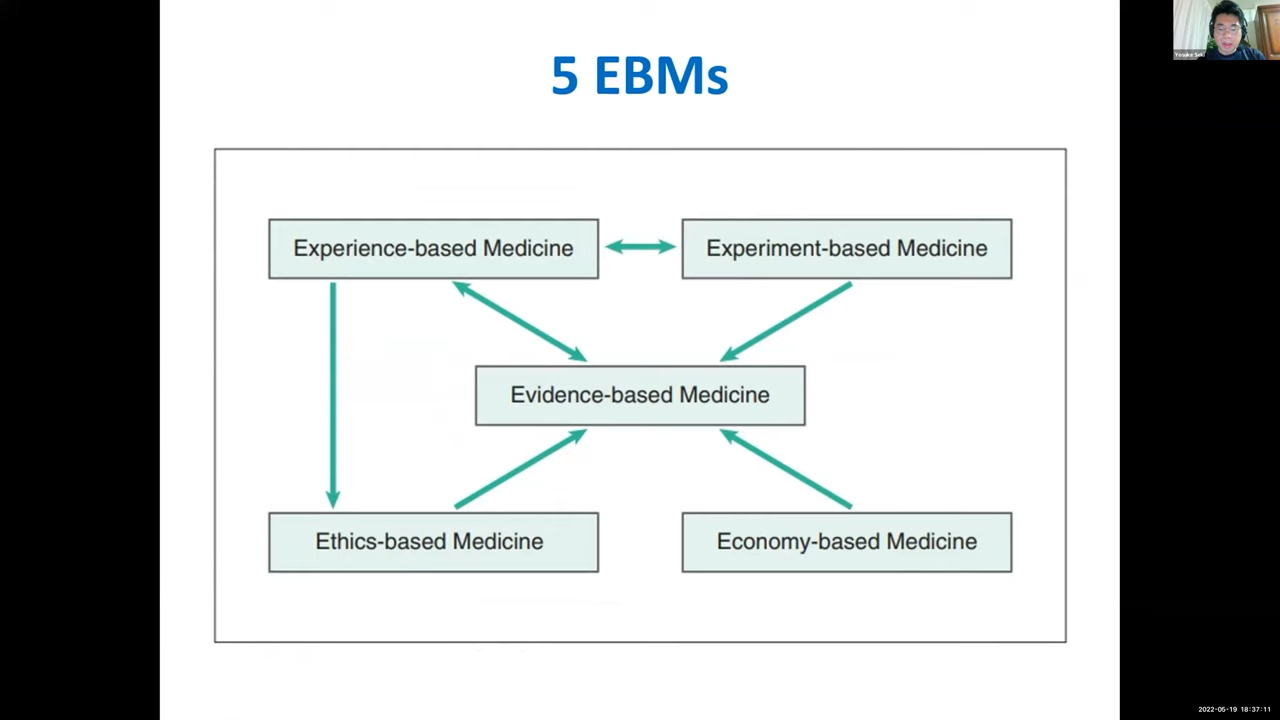 5 EBMs
Experience-based Medicine
Experiment-based Medicine
Evidence-based Medicine
Ethics-based Medicine
Economy-based Medicine
2022-05-19 18:37:11